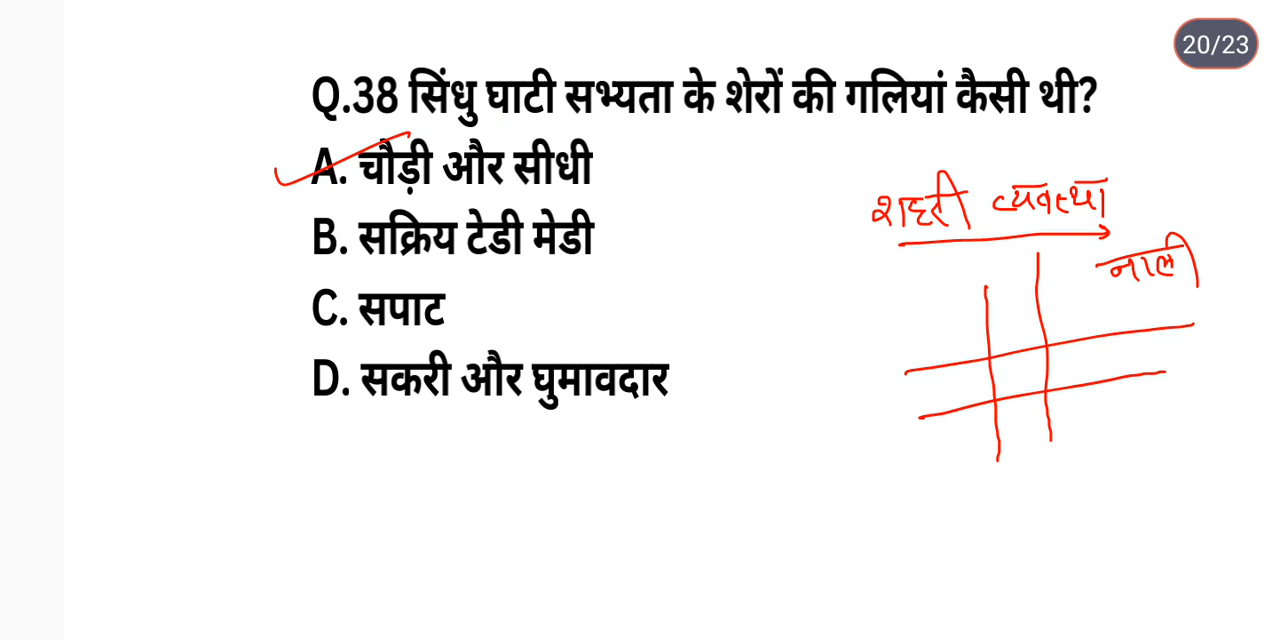 20/23
Q.38 सिंधु घाटी सभ्यता के शेरों की गलियां कैसी थी?
A. चौड़ी और सीधी
B. सक्रिय टेडी मेडी
C. सपाट
D. सकरी और घुमावदार
शहरी व्यवस्था
नाली